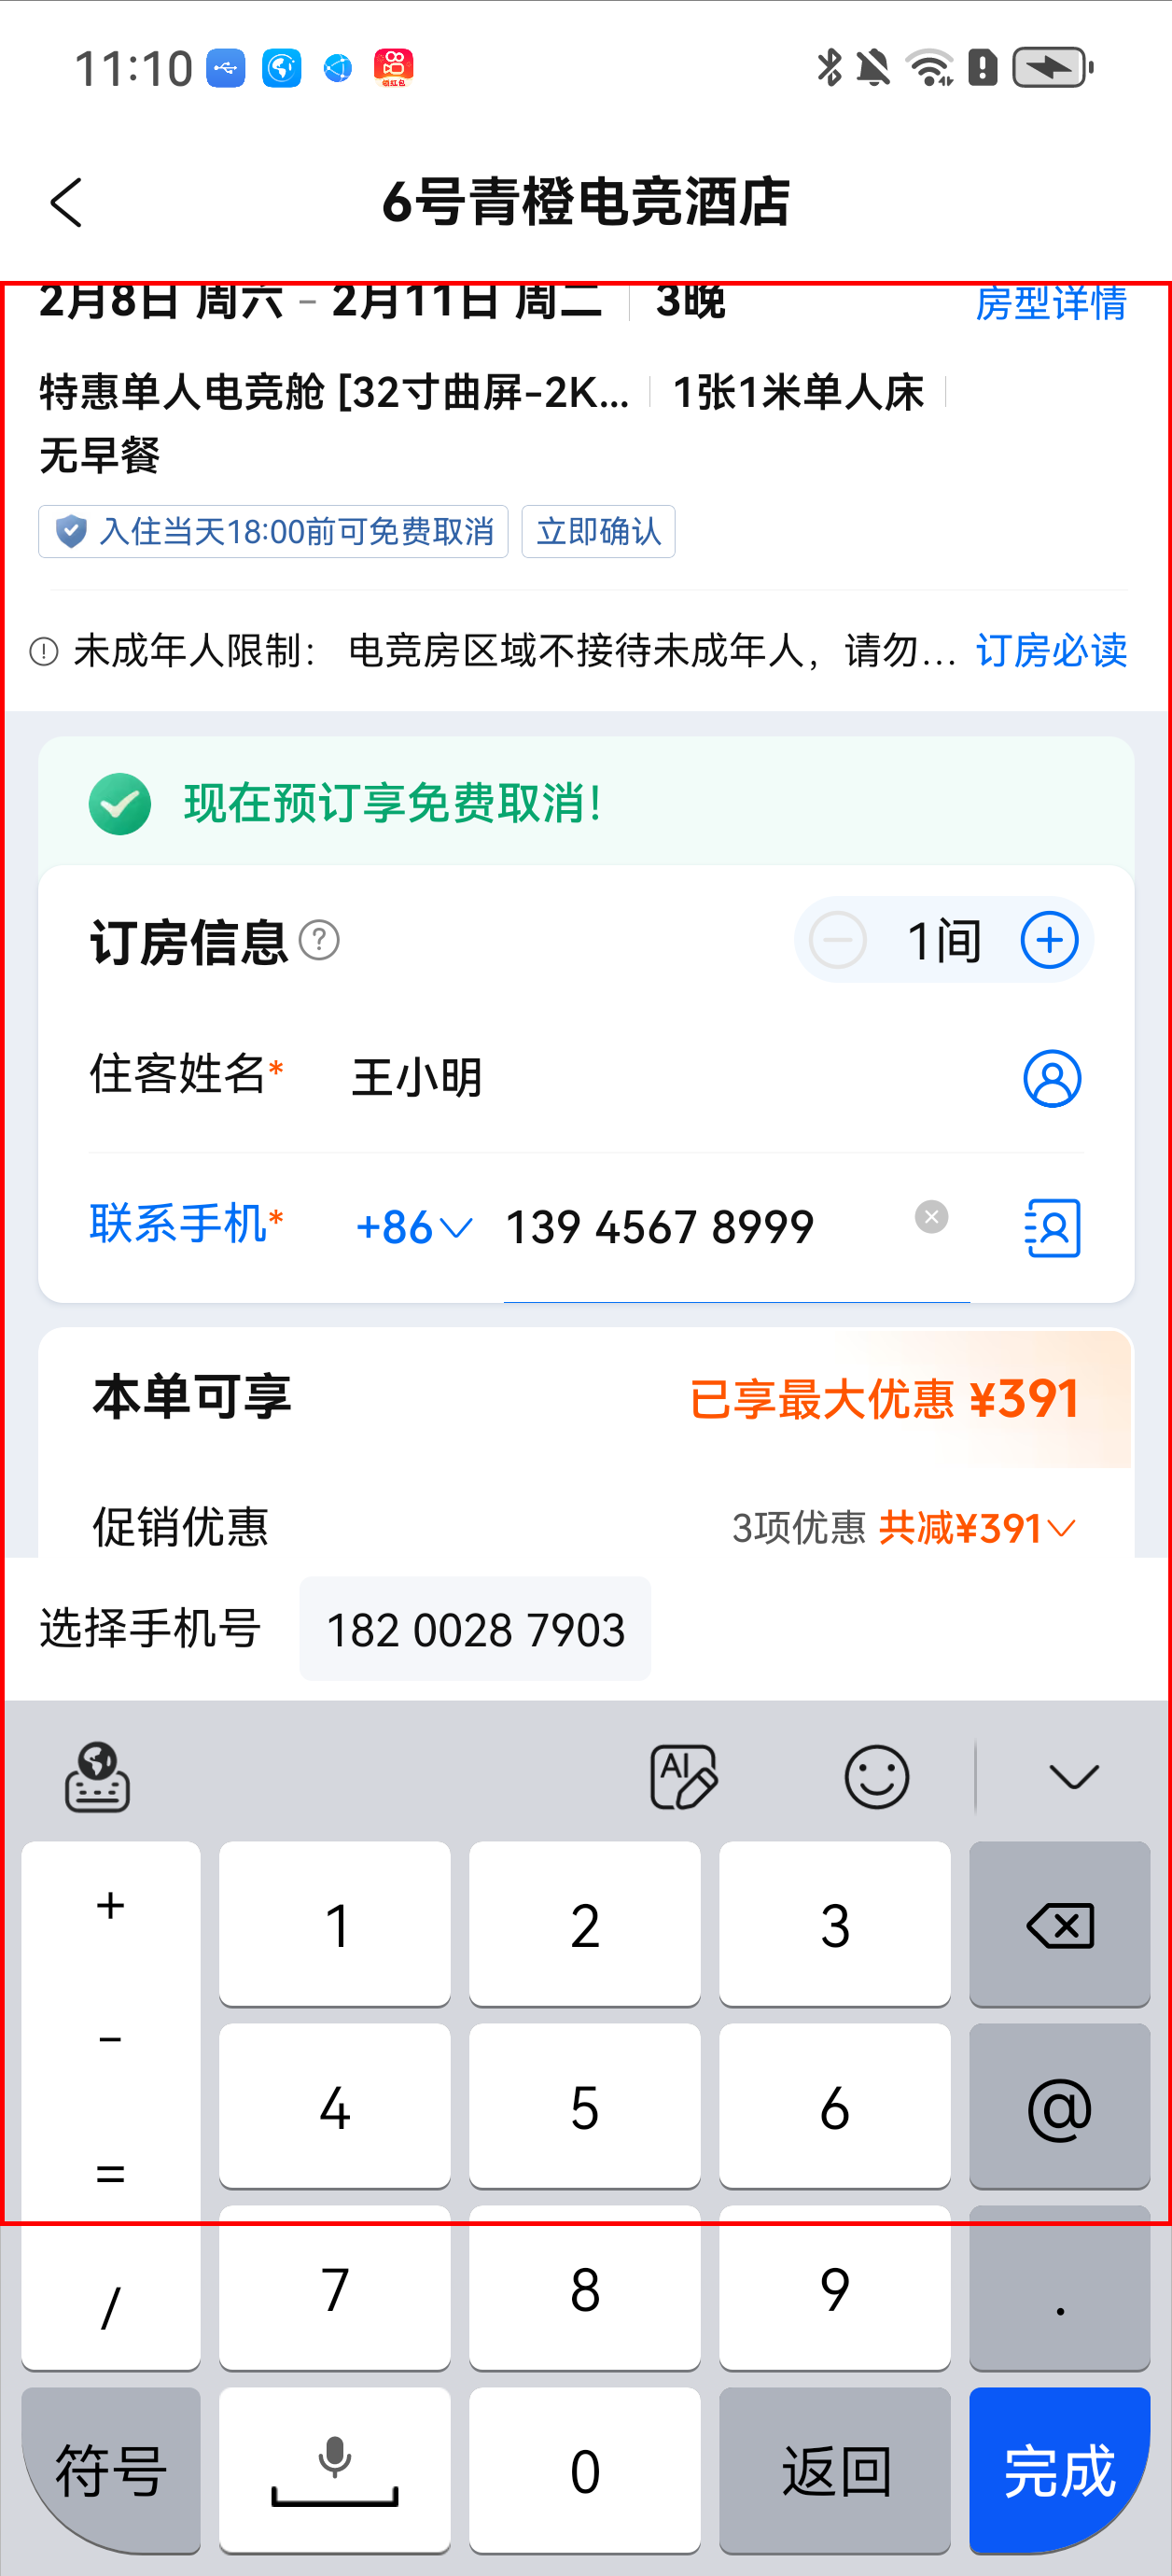 11:10
领红包
6号青橙电竞酒店
2月8日 周六 - 2月11日 周二 3晚 房型详情
特惠单人电竞舱 [32寸曲屏-2K... 1张1米单人床
无早餐
入住当天18:00前可免费取消 立即确认
未成年人限制： 电竞房区域不接待未成年人，请勿... 订房必读
现在预订享免费取消！
订房信息 ? 1间
住客姓名* 王小明
联系手机* +86 139 4567 8999
本单可享 已享最大优惠 ¥391
促销优惠 3项优惠 共减¥391
选择手机号 182 0028 7903
AI
+ 1 2 3
-
4 5 6 @
=
7 8 9 .
/
符号 0 返回 完成